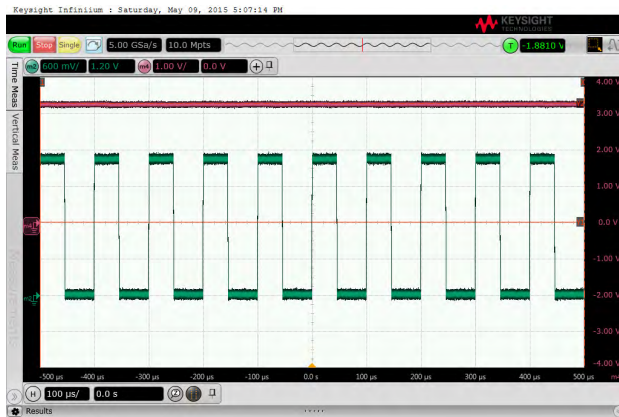 Keysight Infiniium : Saturday, May 09, 2015 5:07:14 PM
KEYSIGHT
TECHNOLOGIES
Run Stop Single 5.00 GSa/s 10.0 Mpts T -1.8810 V
m2 600 mV/ 1.20 V m4 1.00 V/ 0.0 V +
Time Meas
Vertical Meas
4.00 V
3.00 V
2.00 V
1.00 V
0.0 V
-1.00 V
-2.00 V
-3.00 V
-4.00 V
-500 µs -400 µs -300 µs -200 µs -100 µs 0.0 s 100 µs 200 µs 300 µs 400 µs 500 µs
H 100 µs/ 0.0 s
Results